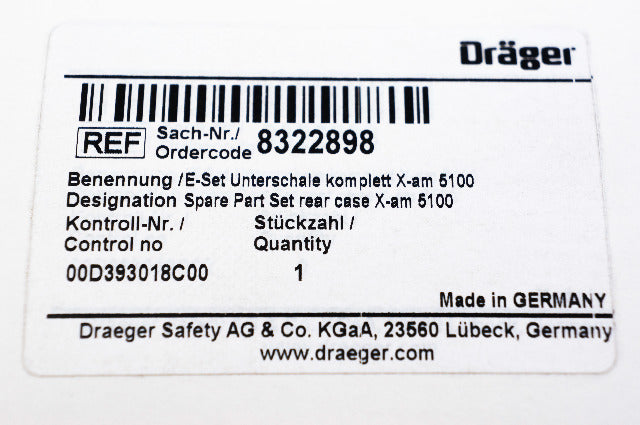 Dräger
REF Sach-Nr./ Ordercode 8322898
Benennung /E-Set Unterschale komplett X-am 5100
Designation Spare Part Set rear case X-am 5100
Kontroll-Nr. / Stückzahl /
Control no Quantity
00D393018C00 1
Made in GERMANY
Draeger Safety AG & Co. KGaA, 23560 Lübeck, Germany
www.draeger.com